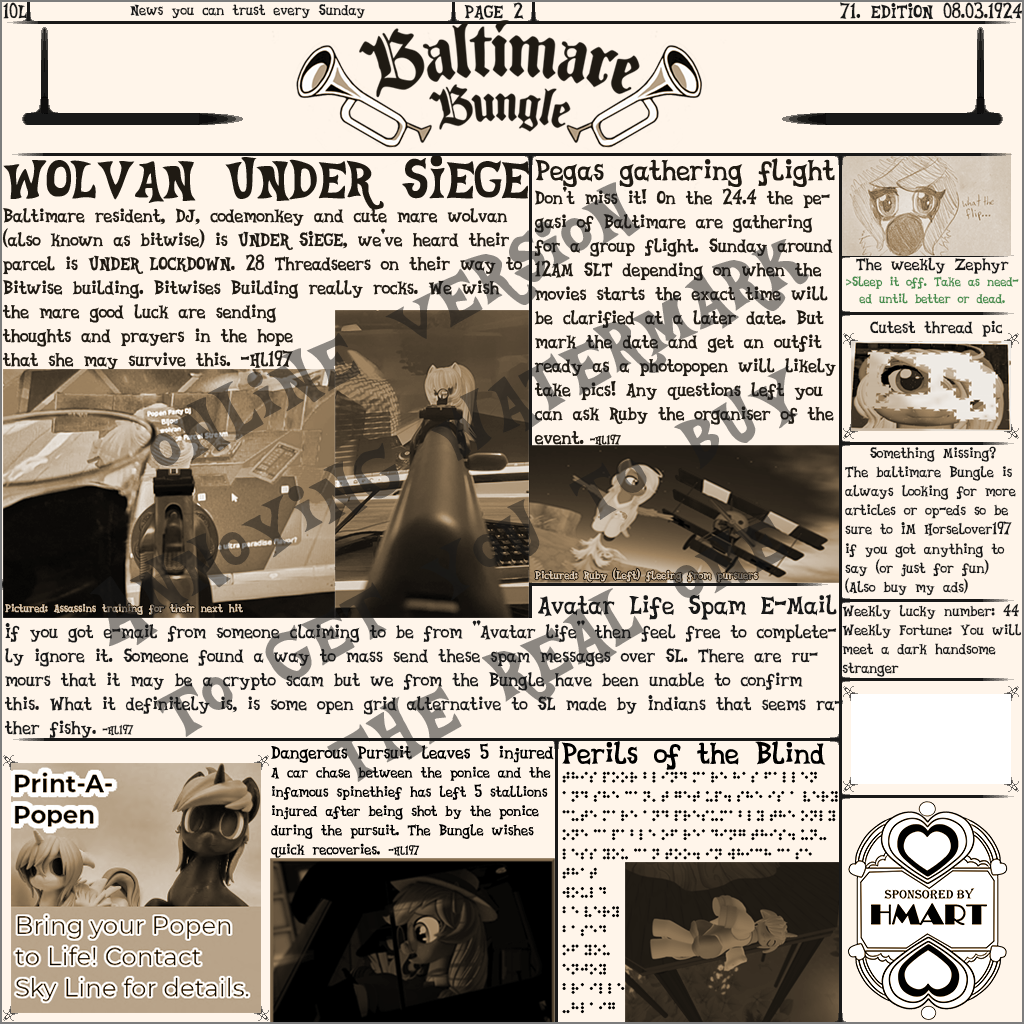 10L
News you can trust every Sunday
PAGE 2
71. EDITION 08.03.1924
Baltimare
Bungle
WOLVAN UNDER SIEGE
Baltimare resident, DJ, codemonkey and cute mare wolvan
(also known as bitwise) is UNDER SIEGE, we've heard their
parcel is UNDER LOCKDOWN. 28 Threadseers on their way to
Bitwise building. Bitwises Building really rocks. We wish
the mare good luck are sending
thoughts and prayers in the hope
that she may survive this. -HL197
Popen Party Dj
wolvan
Pictured: Assassins training for their next hit
Pegas gathering flight
Don't miss it! On the 24.4 the pe-
gasi of Baltimare are gathering
for a group flight. Sunday around
12AM SLT depending on when the
movies starts the exact time will
be clarified at a later date. But
mark the date and get an outfit
ready as a photopopen will likely
take pics! Any questions left you
can ask Ruby the organiser of the
event. -HL197
Pictured: Ruby (Left) fleeing from pursuers
what the
flip...
The weekly Zephyr
>Sleep it off. Take as need-
ed until better or dead.
Cutest thread pic
Something Missing?
The baltimare Bungle is
always looking for more
articles or op-eds so be
sure to IM Horselover197
if you got anything to
say (or just for fun)
(Also buy my ads)
Weekly lucky number: 44
Weekly Fortune: You will
meet a dark handsome
stranger
Avatar Life Spam E-Mail
if you got e-mail from someone claiming to be from "Avatar Life" then feel free to complete-
ly ignore it. Someone found a way to mass send these spam messages over SL. There are ru-
mours that it may be a crypto scam but we from the Bungle have been unable to confirm
this. What it definitely is, is some open grid alternative to SL made by indians that seems ra-
ther fishy. -HL197
Print-A-
Popen
Bring your Popen
to Life! Contact
Sky Line for details.
Dangerous Pursuit Leaves 5 injured
A car chase between the ponice and the
infamous spinethief has left 5 stallions
injured after being shot by the ponice
during the pursuit. The Bungle wishes
quick recoveries. -HL197
Perils of the Blind
SPONSORED BY
HMART
ONLINE VERSION
ANNOYING WATERMARK
TO GET YOU TO BUY
THE REAL ONE